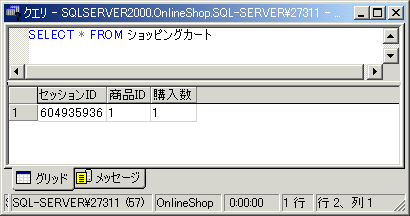 クエリ - SQLSERVER2000.OnlineShop.SQL-SERVER¥27311 - ...
SELECT * FROM ショッピングカート
セッションID 商品ID 購入数
1 604935936 1 1
グリッド メッセージ
SQL-SERVER¥27311 (57) OnlineShop 0:00:00 1 行 行 2、列 1